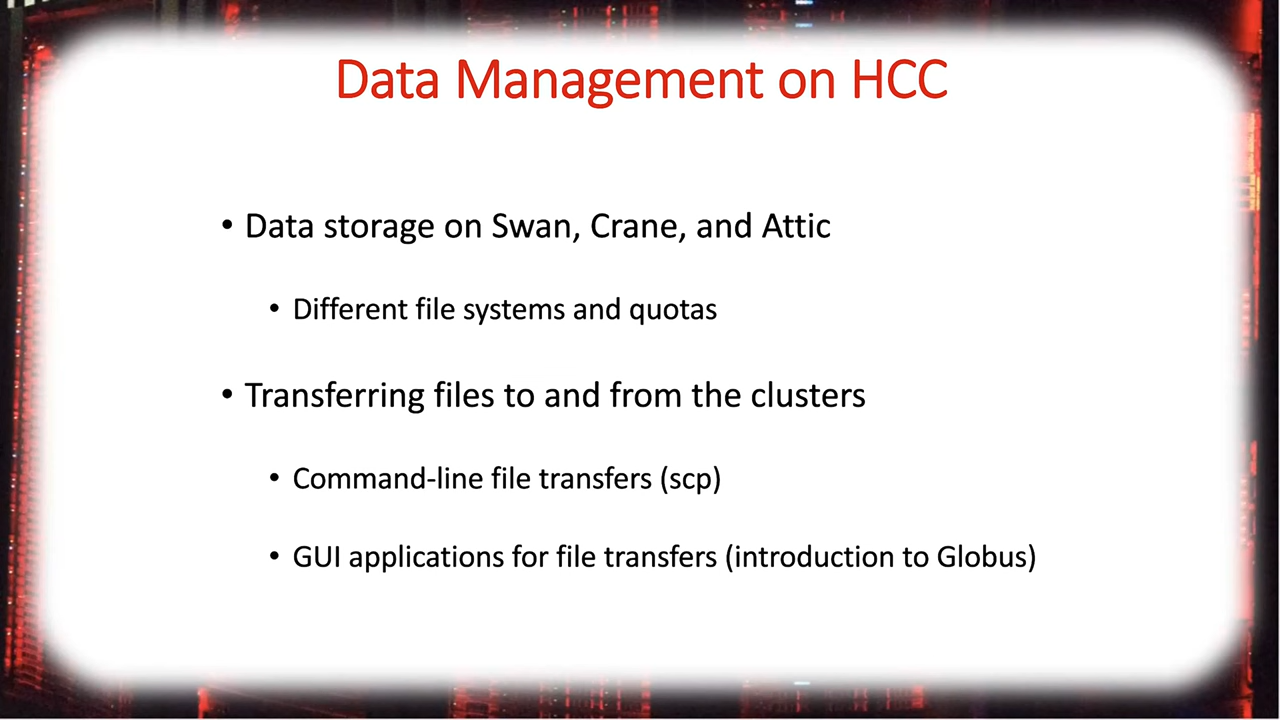 Data Management on HCC
• Data storage on Swan, Crane, and Attic
• Different file systems and quotas
• Transferring files to and from the clusters
• Command-line file transfers (scp)
• GUI applications for file transfers (introduction to Globus)